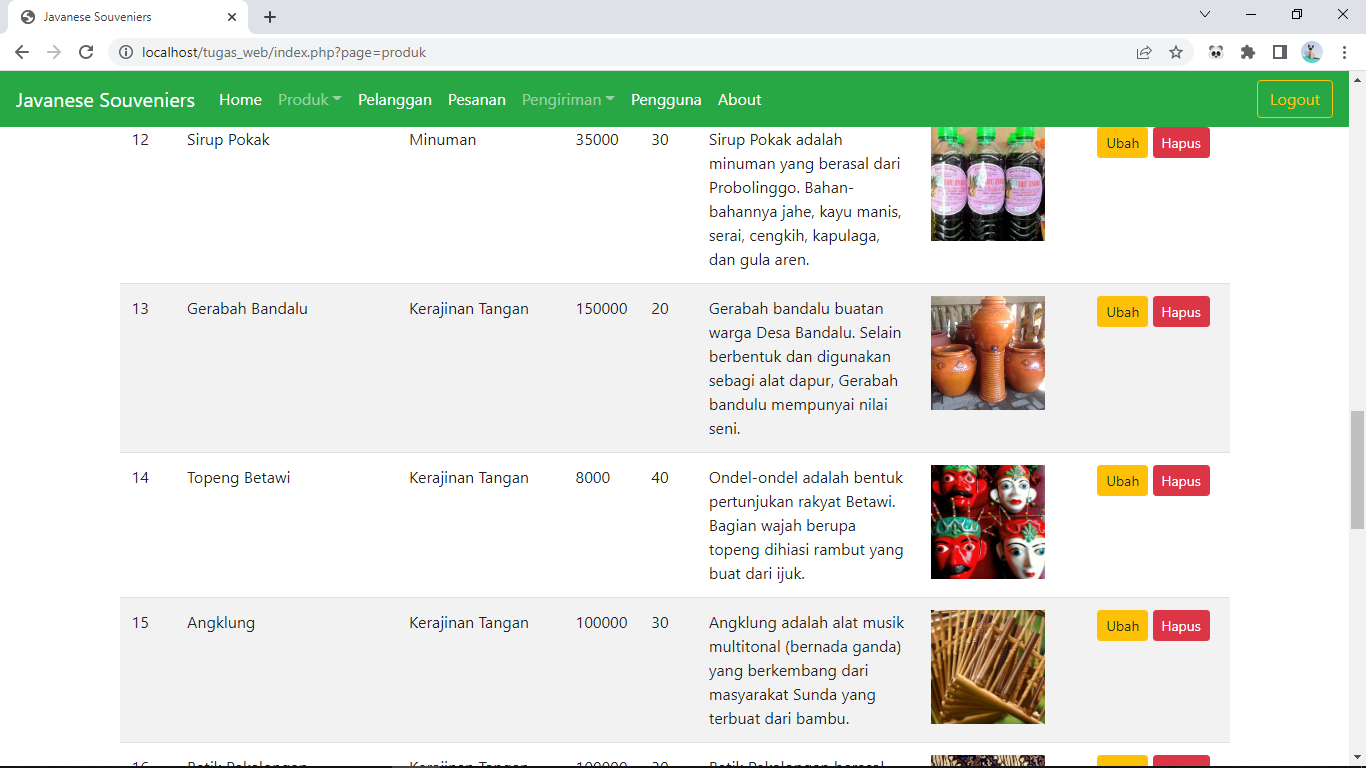 Javanese Souveniers
localhost/tugas_web/index.php?page=produk
Javanese Souveniers Home Produk Pelanggan Pesanan Pengiriman Pengguna About Logout
12 Sirup Pokak Minuman 35000 30 Sirup Pokak adalah Ubah Hapus
minuman yang berasal dari
Probolinggo. Bahan-
bahannya jahe, kayu manis,
serai, cengkih, kapulaga,
dan gula aren.
13 Gerabah Bandalu Kerajinan Tangan 150000 20 Gerabah bandalu buatan Ubah Hapus
warga Desa Bandalu. Selain
berbentuk dan digunakan
sebagi alat dapur, Gerabah
bandulu mempunyai nilai
seni.
14 Topeng Betawi Kerajinan Tangan 8000 40 Ondel-ondel adalah bentuk Ubah Hapus
pertunjukan rakyat Betawi.
Bagian wajah berupa
topeng dihiasi rambut yang
buat dari ijuk.
15 Angklung Kerajinan Tangan 100000 30 Angklung adalah alat musik Ubah Hapus
multitonal (bernada ganda)
yang berkembang dari
masyarakat Sunda yang
terbuat dari bambu.
16 Batik Pekalongan Kerajinan Tangan